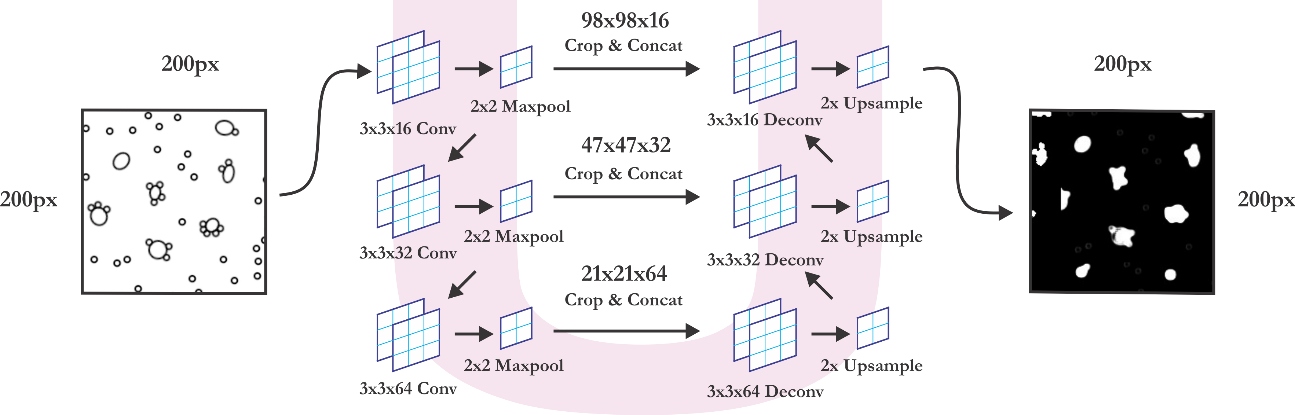 200px
200px
3x3x16 Conv
2x2 Maxpool
98x98x16
Crop & Concat
3x3x16 Deconv
2x Upsample
3x3x32 Conv
2x2 Maxpool
47x47x32
Crop & Concat
3x3x32 Deconv
2x Upsample
3x3x64 Conv
2x2 Maxpool
21x21x64
Crop & Concat
3x3x64 Deconv
2x Upsample
200px
200px